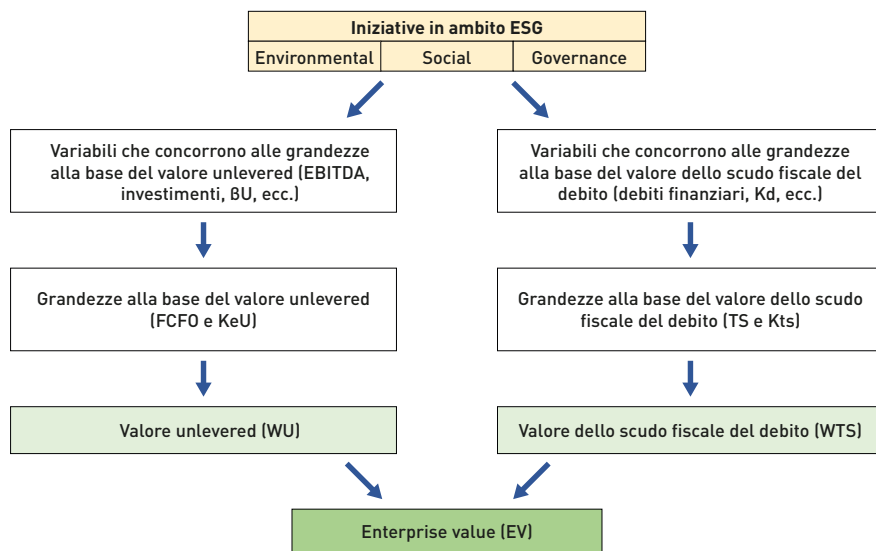 Iniziative in ambito ESG
Environmental
Social
Governance
Variabili che concorrono alle grandezze
alla base del valore unlevered (EBITDA,
investimenti, βU, ecc.)
Variabili che concorrono alle grandezze
alla base del valore dello scudo fiscale del
debito (debiti finanziari, Kd, ecc.)
Grandezze alla base del valore unlevered
(FCFO e KeU)
Grandezze alla base del valore dello scudo
fiscale del debito (TS e Kts)
Valore unlevered (WU)
Valore dello scudo fiscale del debito (WTS)
Enterprise value (EV)